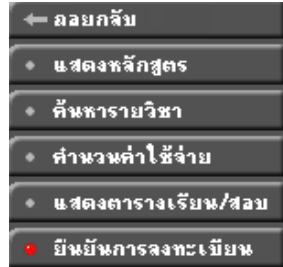 ถอยกลับ
แสดงหลักสูตร
ค้นหารายวิชา
คำนวนค่าใช้จ่าย
แสดงตารางเรียน/สอบ
ยืนยันการลงทะเบียน